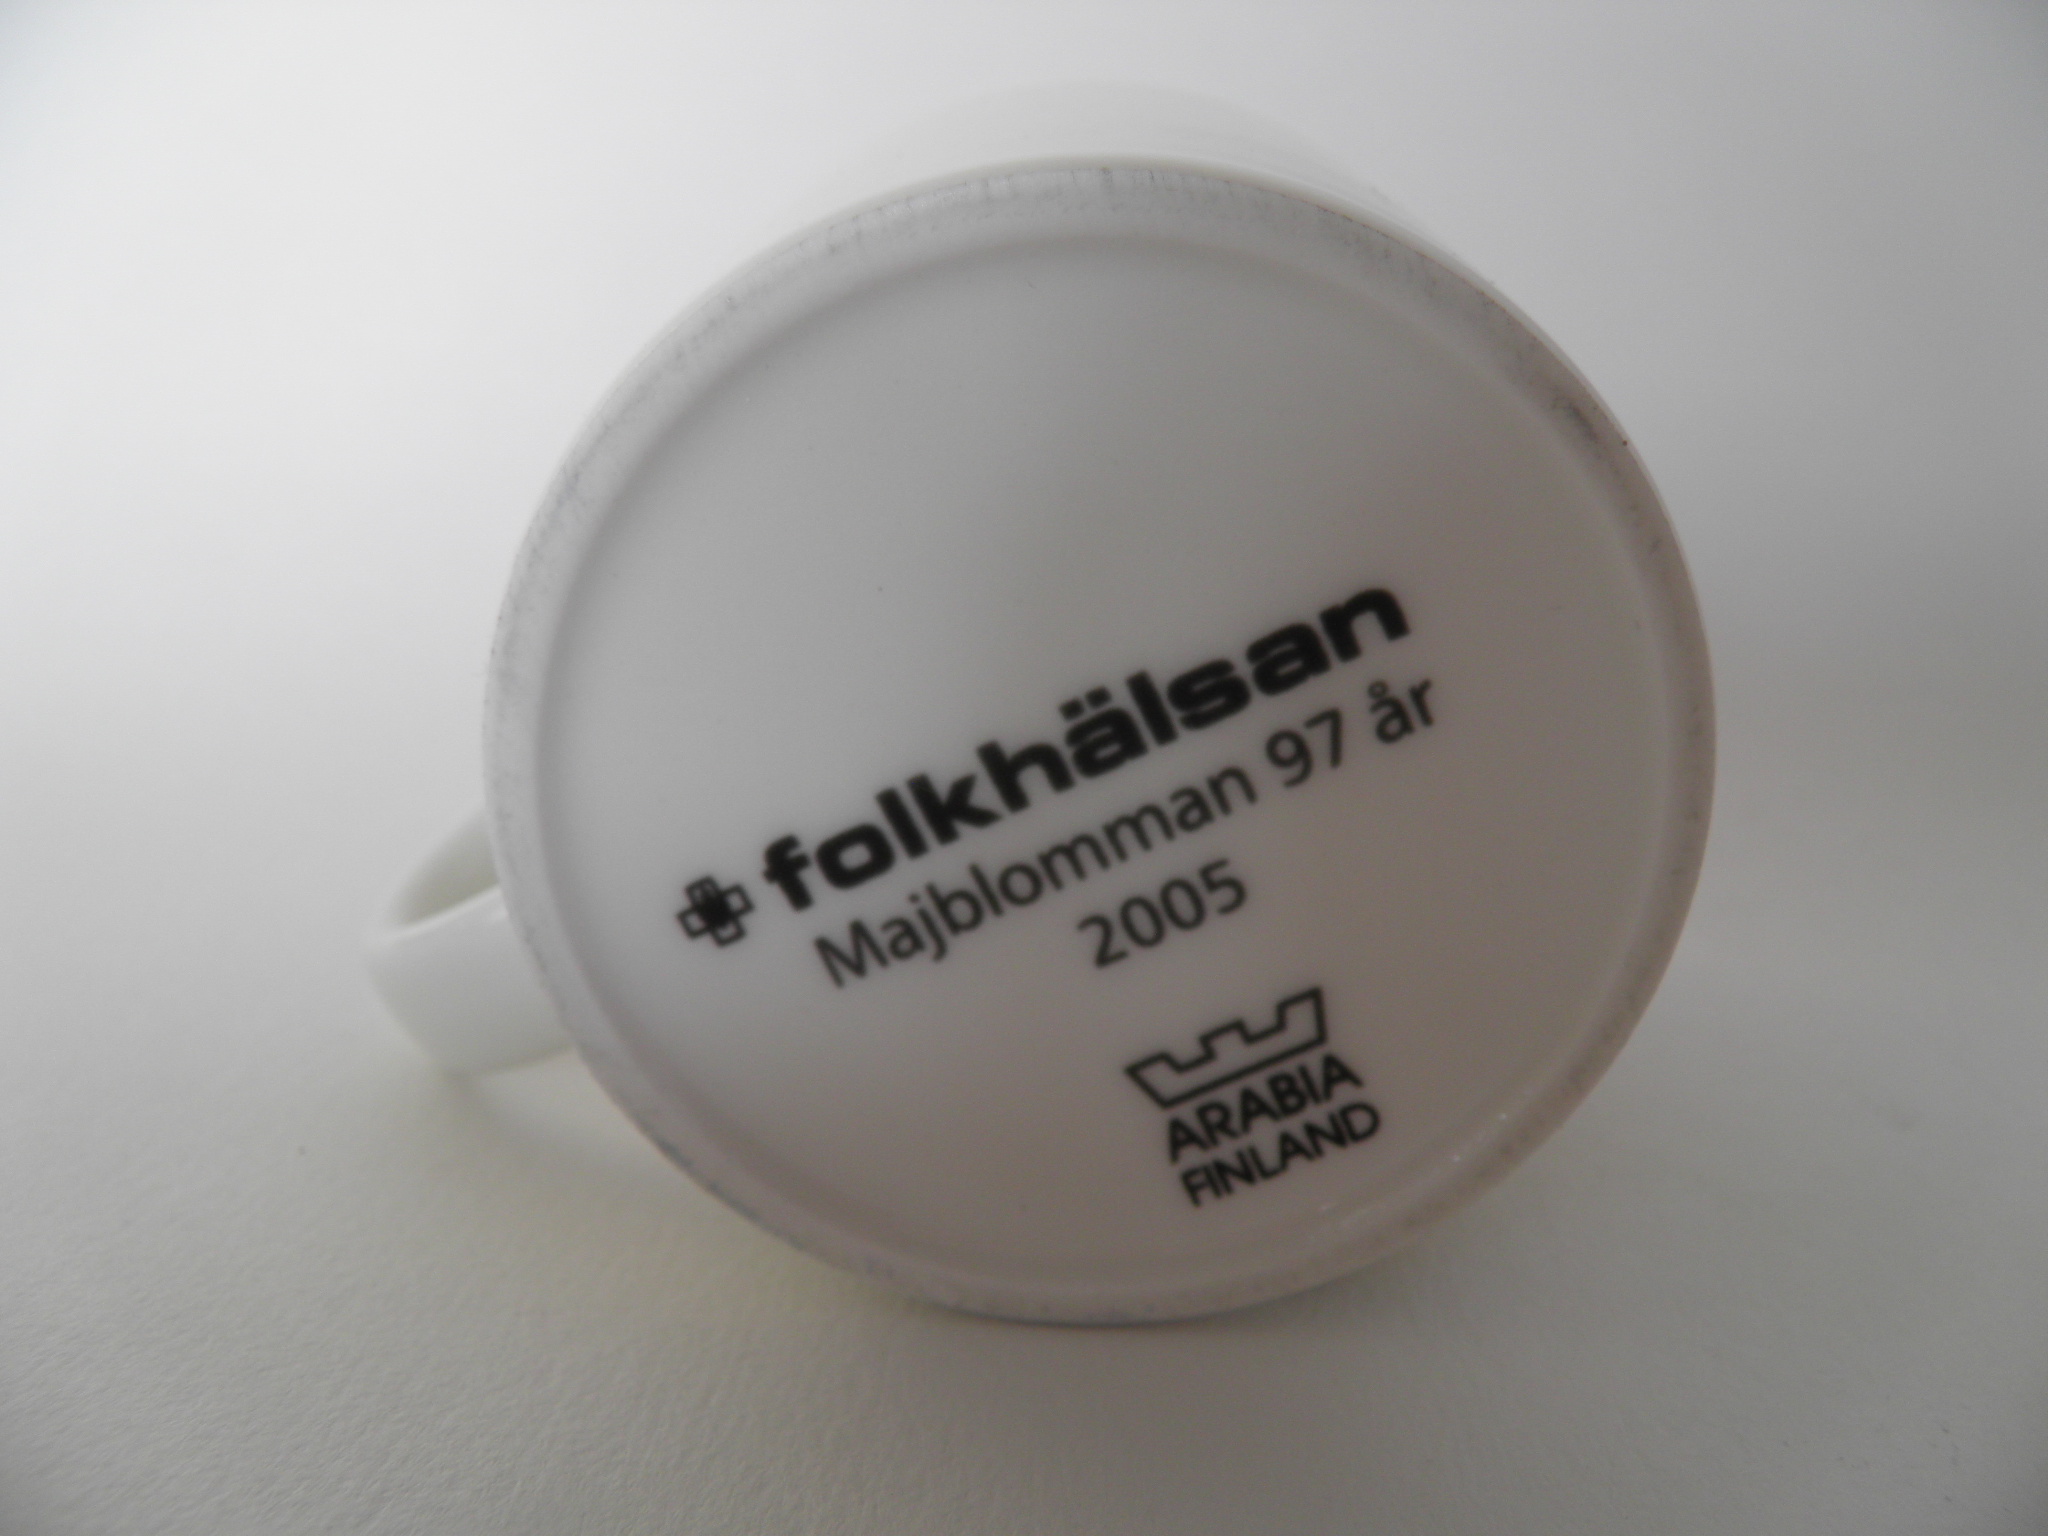 folkhälsan
Majblomman 97 år
2005
ARABIA
FINLAND